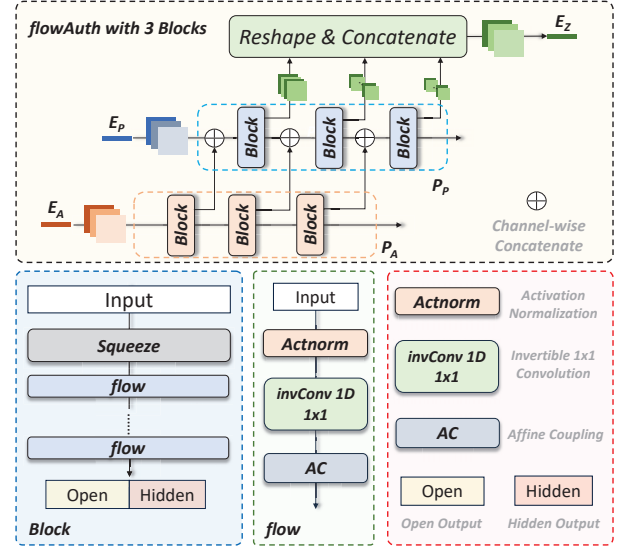 flowAuth with 3 Blocks
Reshape & Concatenate
E_Z
E_P
Block
Block
Block
P_P
E_A
Block
Block
Block
P_A
Channel-wise
Concatenate
Input
Squeeze
flow
flow
Open
Hidden
Block
Input
Actnorm
invConv 1D
1x1
AC
flow
Actnorm
Activation
Normalization
invConv 1D
1x1
Invertible 1x1
Convolution
AC
Affine Coupling
Open
Hidden
Open Output
Hidden Output